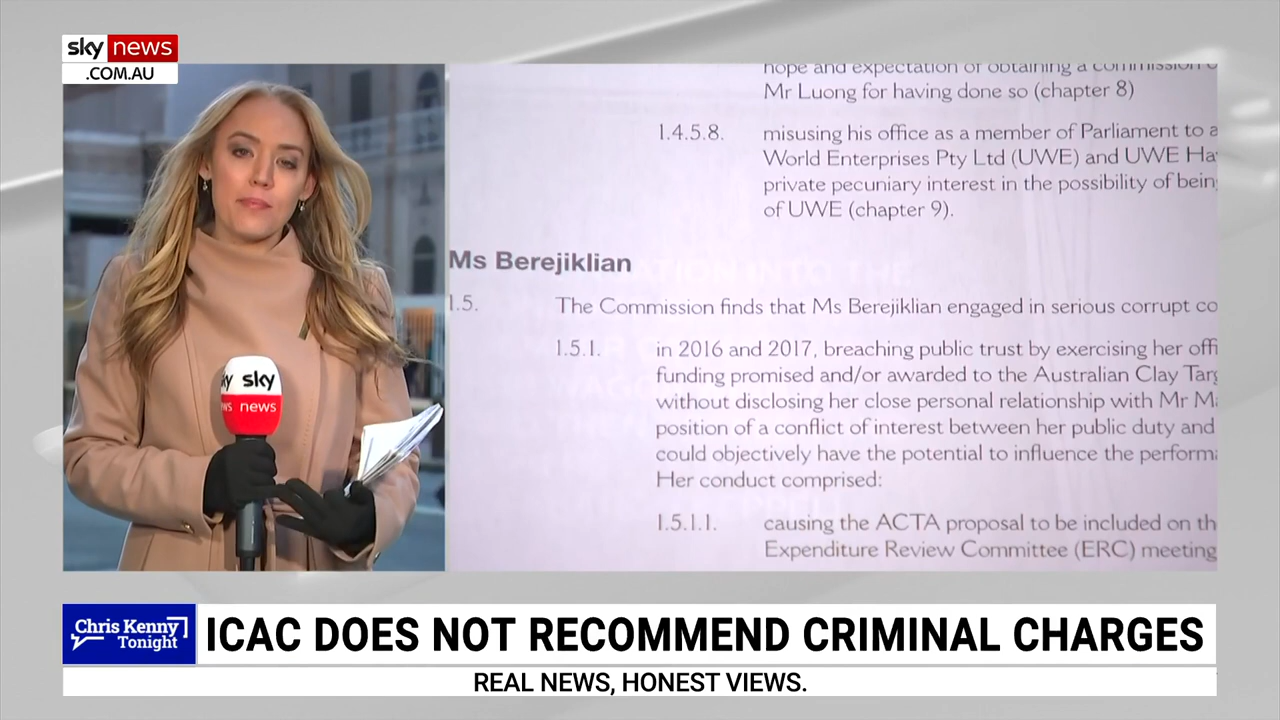 sky news
.COM.AU
hope and expectation of obtaining a commission
Mr Luong for having done so (chapter 8)
1.4.5.8. misusing his office as a member of Parliament to a
World Enterprises Pty Ltd (UWE) and UWE Ha
private pecuniary interest in the possibility of being
of UWE (chapter 9).
Ms Berejiklian
1.5. The Commission finds that Ms Berejiklian engaged in serious corrupt co
1.5.1. in 2016 and 2017, breaching public trust by exercising her offi
funding promised and/or awarded to the Australian Clay Targ
without disclosing her close personal relationship with Mr Ma
position of a conflict of interest between her public duty and
could objectively have the potential to influence the performa
Her conduct comprised:
1.5.1.1. causing the ACTA proposal to be included on th
Expenditure Review Committee (ERC) meeting
sky
news
Chris Kenny
Tonight
ICAC DOES NOT RECOMMEND CRIMINAL CHARGES
REAL NEWS, HONEST VIEWS.